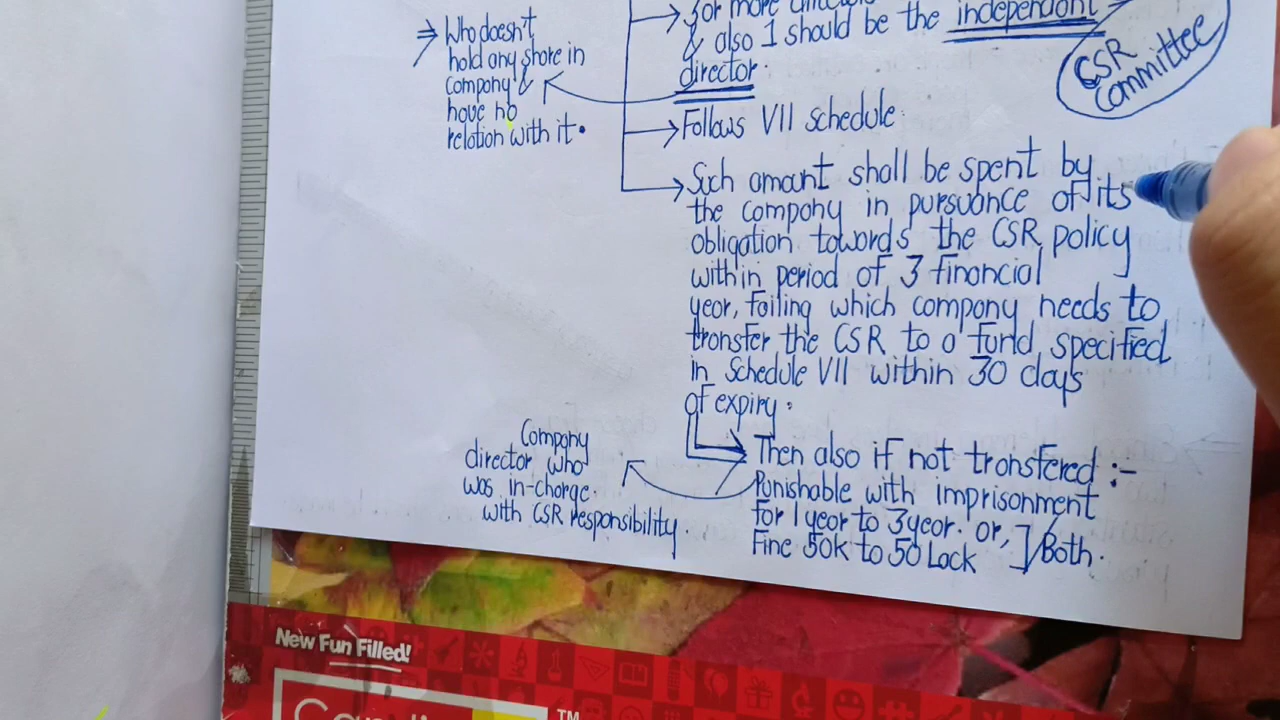 for more
& also 1 should be the independent
director.
CSR
committee
⇒ Who doesn't
hold any share in
company &
have no
relation with it.
→ Follows VII schedule.
→ Such amount shall be spent by
the company in pursuance of its
obligation towards the CSR policy
within period of 3 financial
year, failing which company needs to
transfer the CSR to a fund specified
in Schedule VII within 30 days
of expiry.
Then also if not transfered :-
Punishable with imprisonment
for 1 year to 3 year. or,
Fine 50k to 50 Lack
Both.
Company
director who
was in-charge
with CSR responsibility
New Fun Filled!
TM